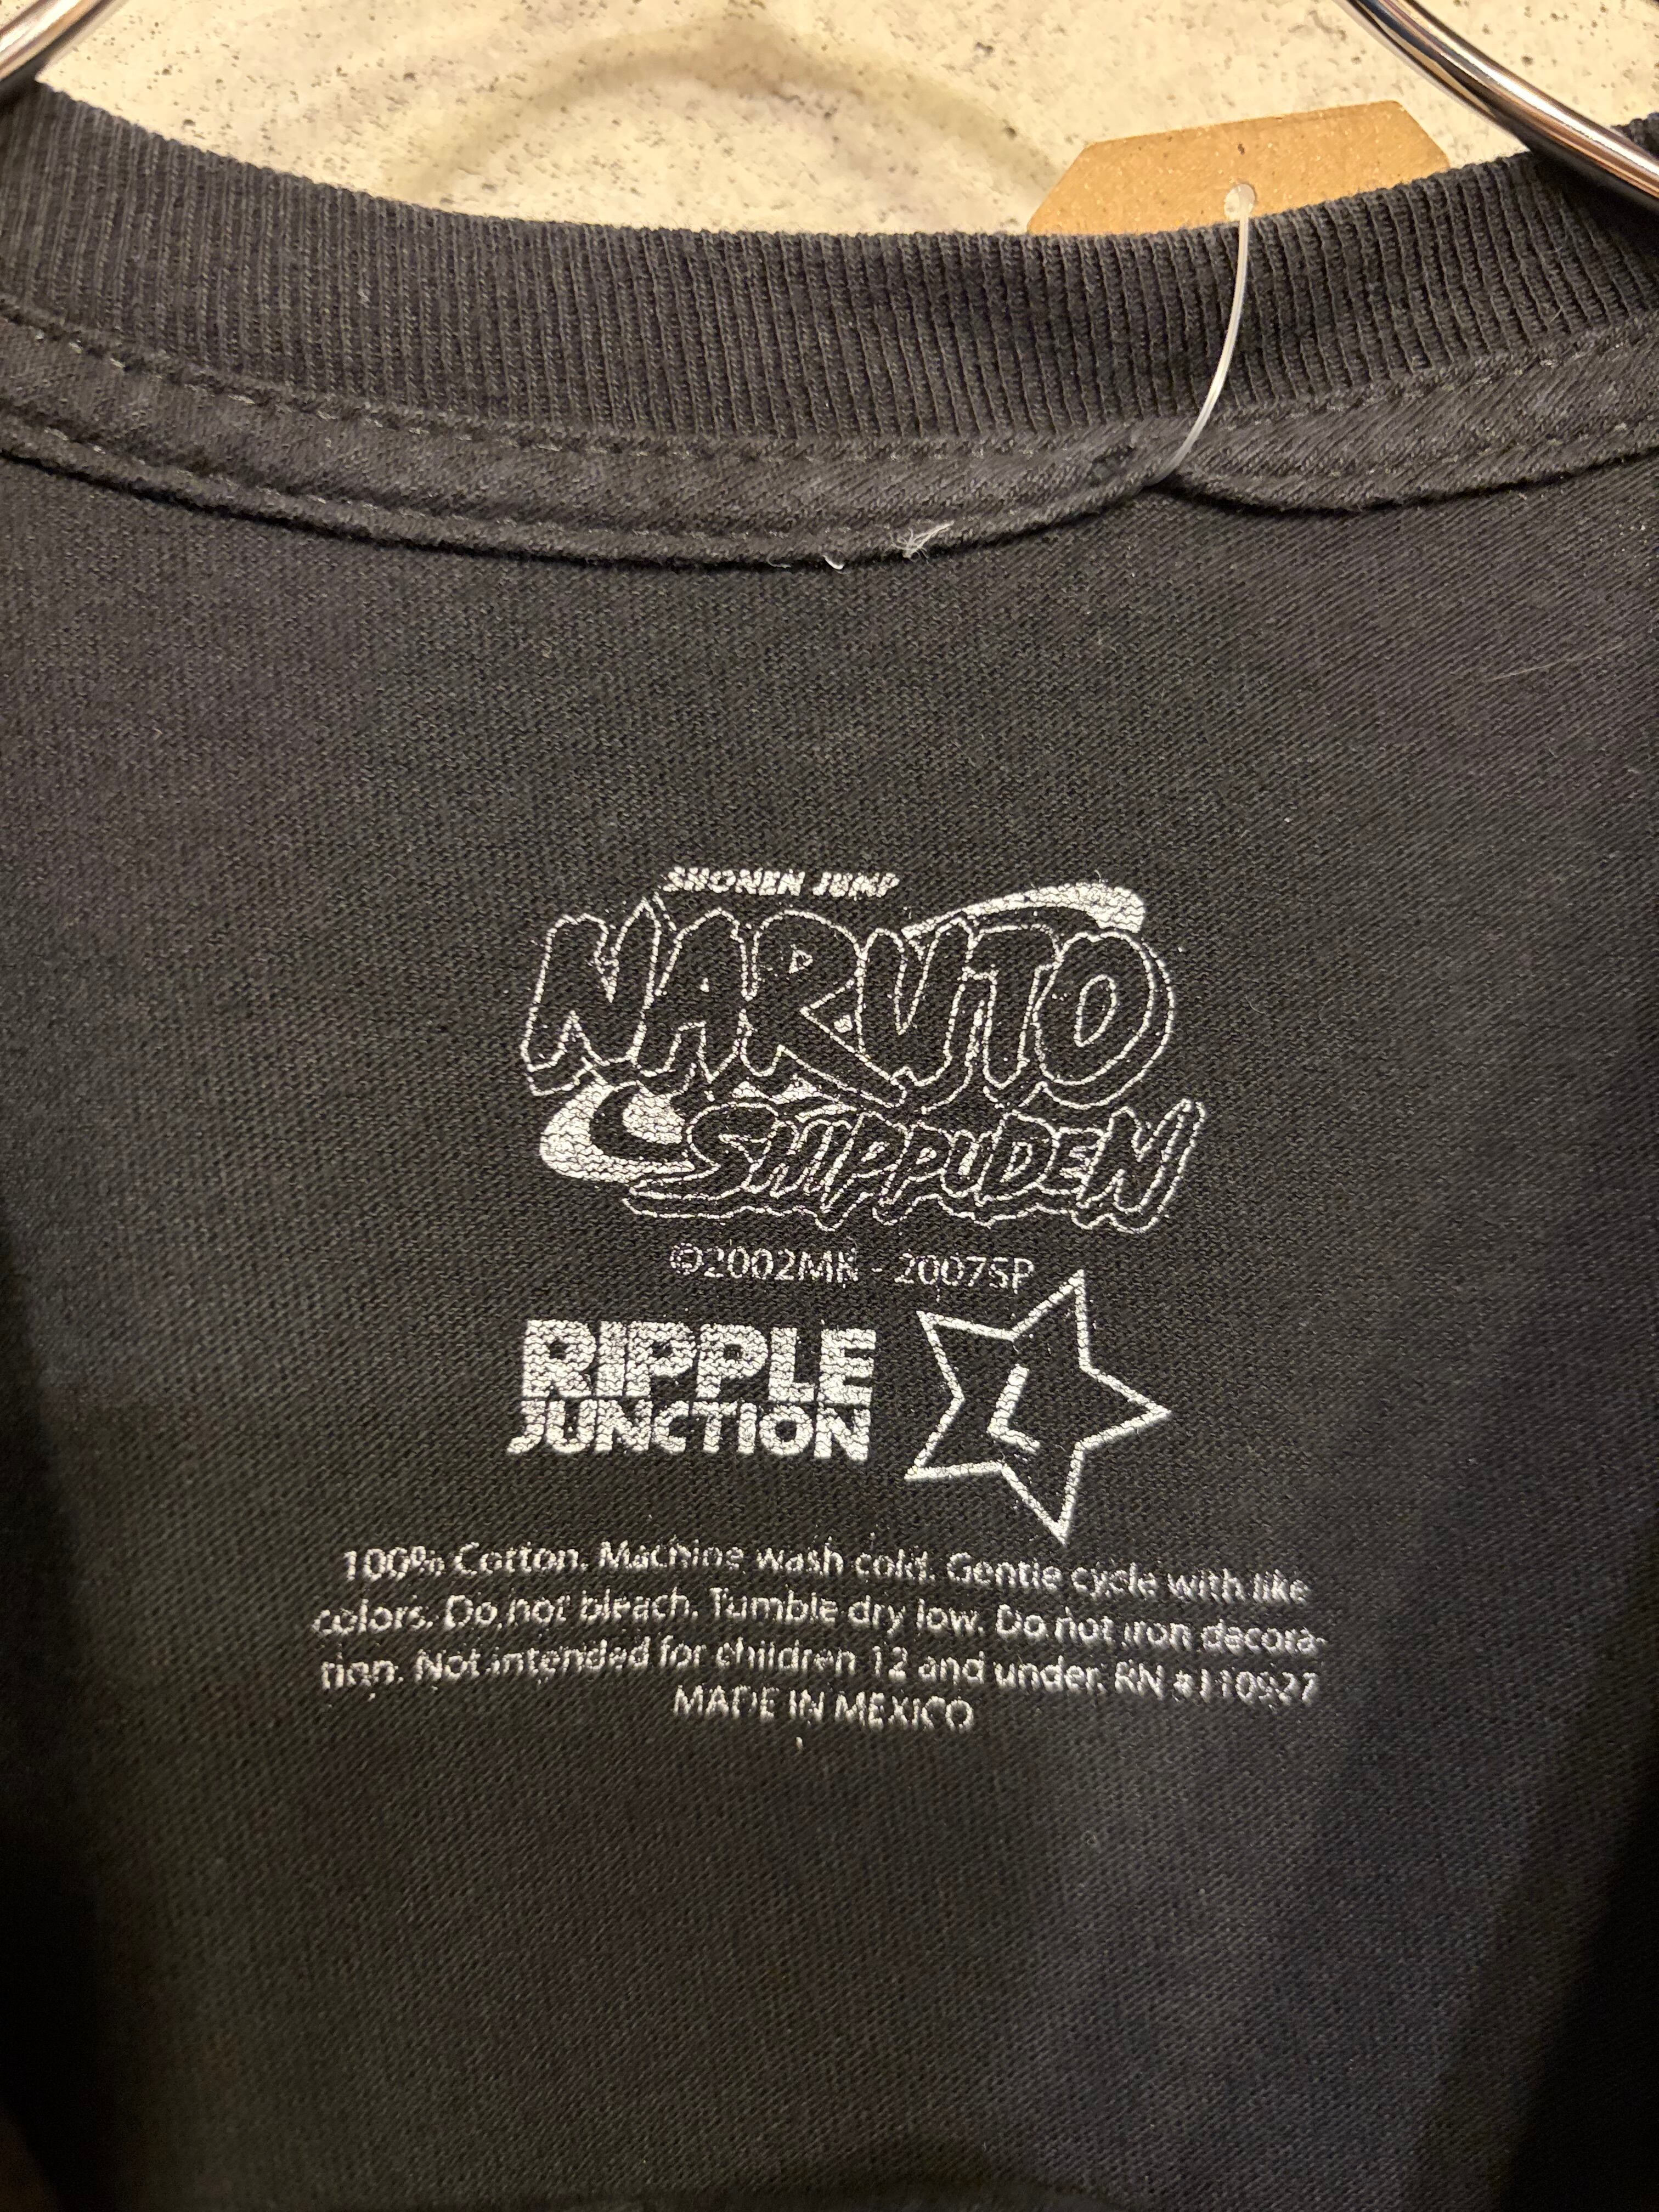 SHONEN JUMP
NARUTO
SHIPPUDEN
©2002MK - 2007SP
RIPPLE
JUNCTION
L
100% Cotton. Machine wash cold. Gentle cycle with like
colors. Do not bleach. Tumble dry low. Do not iron decora-
tion. Not intended for children 12 and under. RN #110927
MADE IN MEXICO